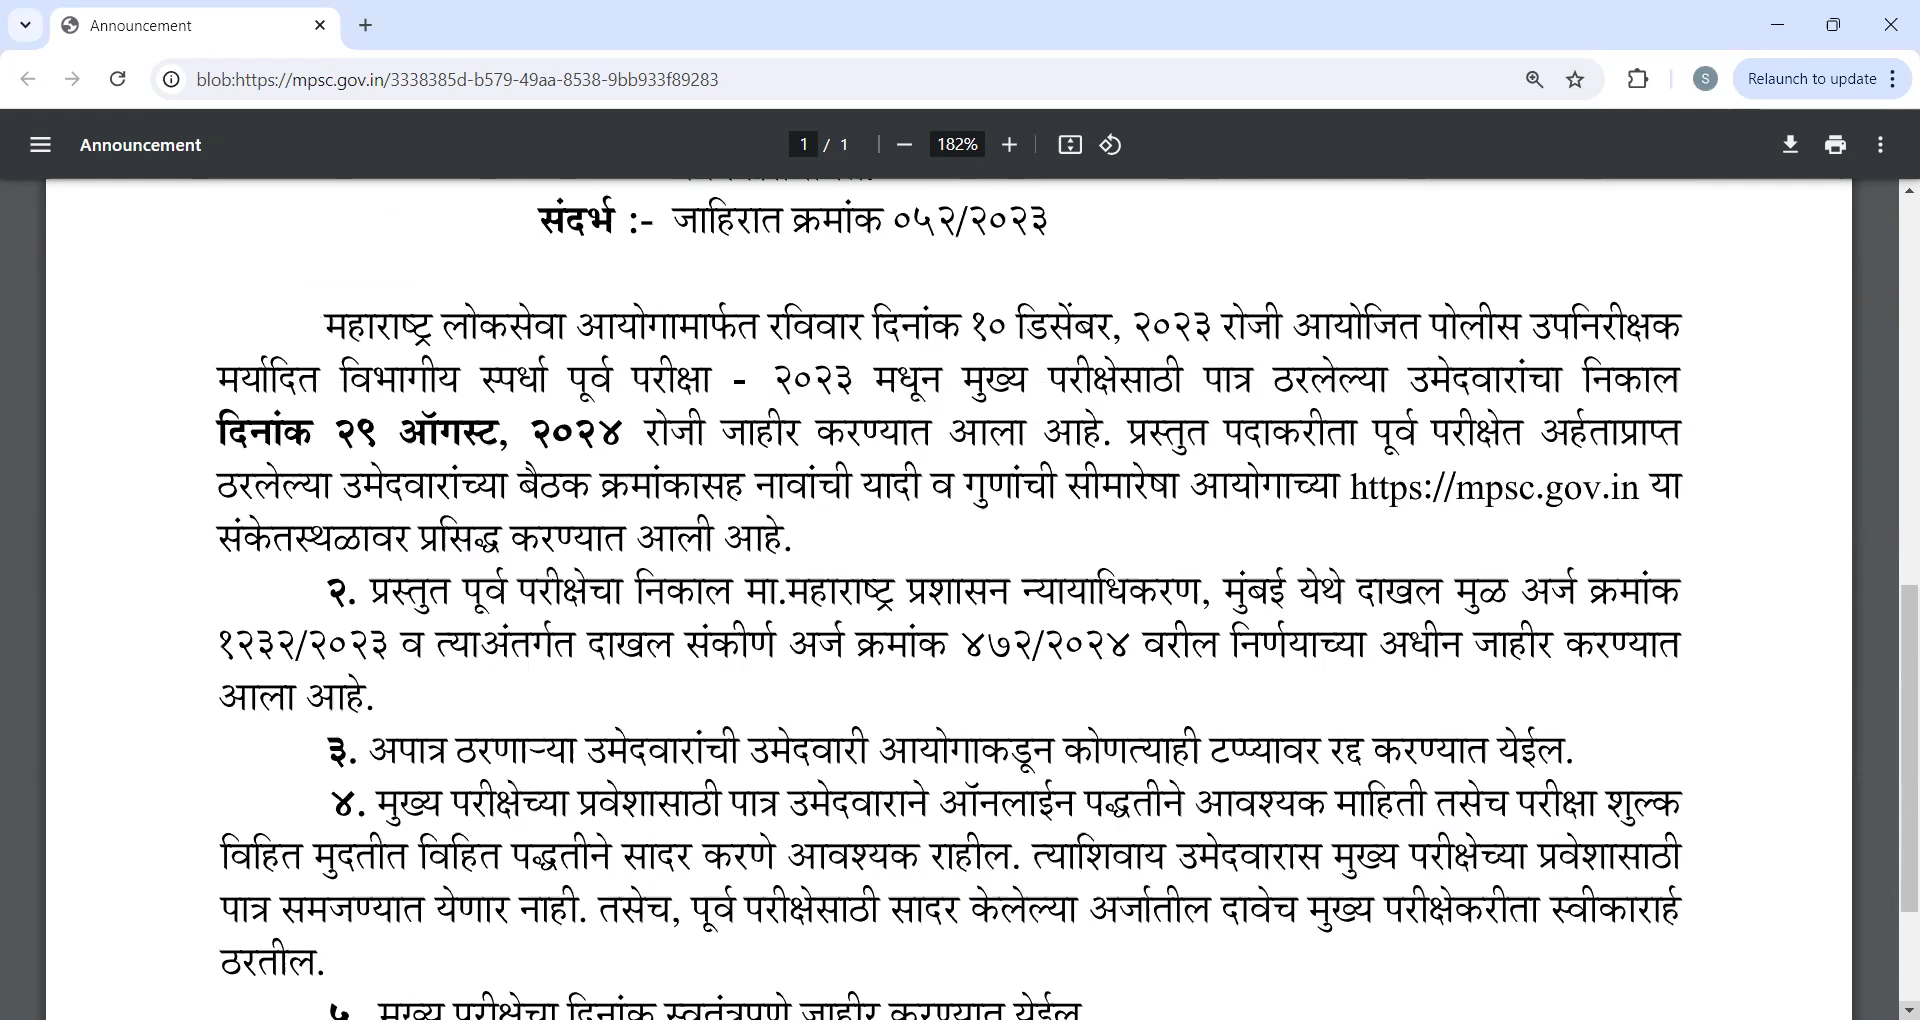 Announcement
blob:https://mpsc.gov.in/3338385d-b579-49aa-8538-9bb933f89283
S
Relaunch to update
Announcement
1 / 1
182%
संदर्भ :- जाहिरात क्रमांक ०५२/२०२३
महाराष्ट्र लोकसेवा आयोगामार्फत रविवार दिनांक १० डिसेंबर, २०२३ रोजी आयोजित पोलीस उपनिरीक्षक
मर्यादित विभागीय स्पर्धा पूर्व परीक्षा - २०२३ मधून मुख्य परीक्षेसाठी पात्र ठरलेल्या उमेदवारांचा निकाल
दिनांक २९ ऑगस्ट, २०२४ रोजी जाहीर करण्यात आला आहे. प्रस्तुत पदाकरीता पूर्व परीक्षेत अर्हताप्राप्त
ठरलेल्या उमेदवारांच्या बैठक क्रमांकासह नावांची यादी व गुणांची सीमारेषा आयोगाच्या https://mpsc.gov.in या
संकेतस्थळावर प्रसिद्ध करण्यात आली आहे.
२. प्रस्तुत पूर्व परीक्षेचा निकाल मा.महाराष्ट्र प्रशासन न्यायाधिकरण, मुंबई येथे दाखल मुळ अर्ज क्रमांक
१२३२/२०२३ व त्याअंतर्गत दाखल संकीर्ण अर्ज क्रमांक ४७२/२०२४ वरील निर्णयाच्या अधीन जाहीर करण्यात
आला आहे.
३. अपात्र ठरणाऱ्या उमेदवारांची उमेदवारी आयोगाकडून कोणत्याही टप्प्यावर रद्द करण्यात येईल.
४. मुख्य परीक्षेच्या प्रवेशासाठी पात्र उमेदवाराने ऑनलाईन पद्धतीने आवश्यक माहिती तसेच परीक्षा शुल्क
विहित मुदतीत विहित पद्धतीने सादर करणे आवश्यक राहील. त्याशिवाय उमेदवारास मुख्य परीक्षेच्या प्रवेशासाठी
पात्र समजण्यात येणार नाही. तसेच, पूर्व परीक्षेसाठी सादर केलेल्या अर्जातील दावेच मुख्य परीक्षेकरीता स्वीकारार्ह
ठरतील.
५. मुख्य परीक्षेचा दिनांक स्वतंत्रपणे जाहीर करण्यात येईल